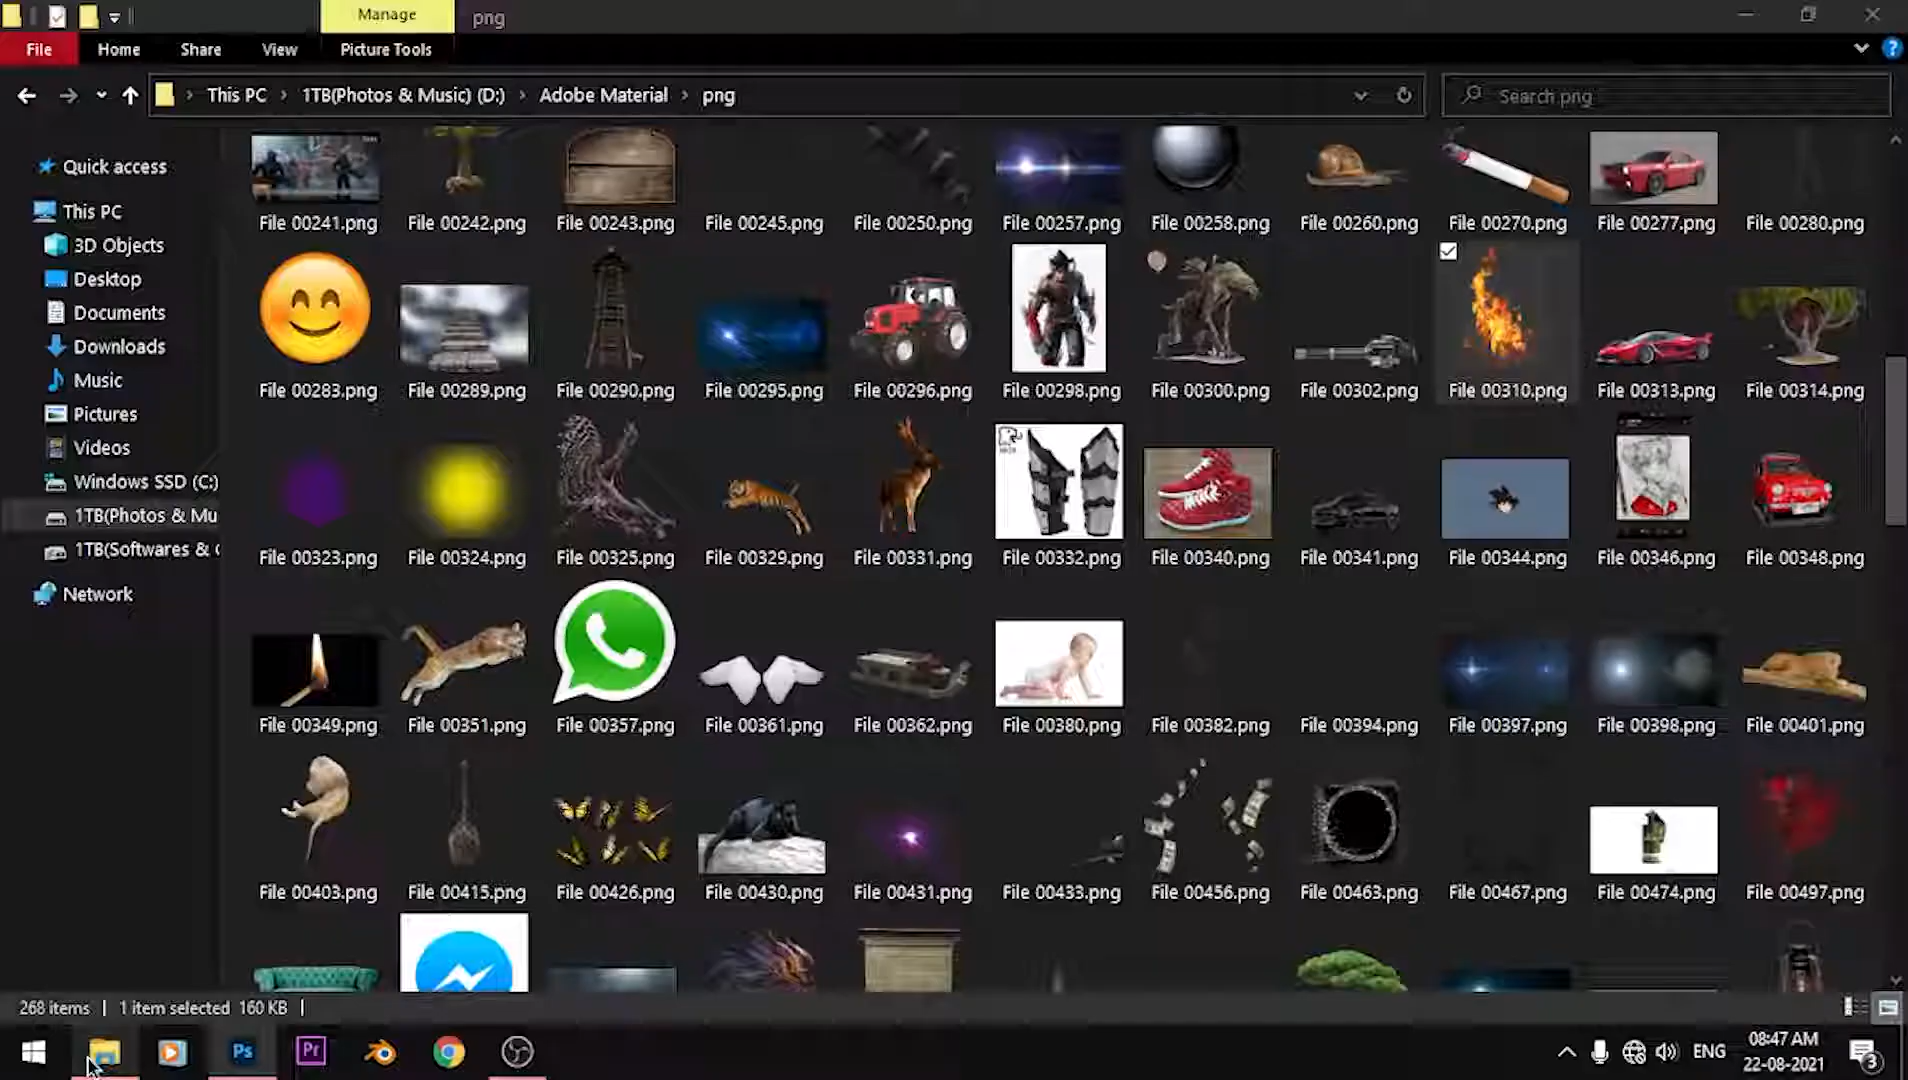 Manage
png
File
Home
Share
View
Picture Tools
This PC
1TB(Photos & Music) (D:)
Adobe Material
png
Search png
Quick access
This PC
3D Objects
Desktop
Documents
Downloads
Music
Pictures
Videos
Windows SSD (C:)
1TB(Photos & Mu
1TB(Softwares &
Network
File 00241.png File 00242.png File 00243.png File 00245.png File 00250.png File 00257.png File 00258.png File 00260.png File 00270.png File 00277.png File 00280.png
File 00283.png File 00289.png File 00290.png File 00295.png File 00296.png File 00298.png File 00300.png File 00302.png File 00310.png File 00313.png File 00314.png
File 00323.png File 00324.png File 00325.png File 00329.png File 00331.png File 00332.png File 00340.png File 00341.png File 00344.png File 00346.png File 00348.png
File 00349.png File 00351.png File 00357.png File 00361.png File 00362.png File 00380.png File 00382.png File 00394.png File 00397.png File 00398.png File 00401.png
File 00403.png File 00415.png File 00426.png File 00430.png File 00431.png File 00433.png File 00456.png File 00463.png File 00467.png File 00474.png File 00497.png
268 items 1 item selected 160 KB
Ps
Pr
ENG
08:47 AM
22-08-2021
3